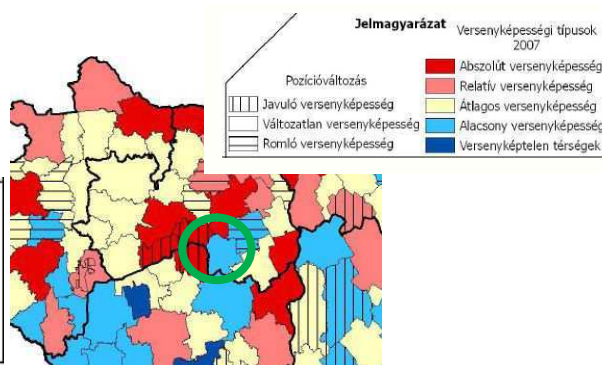 Jelmagyarázat
Versenyképességi típusok
2007
Pozícióváltozás
Javuló versenyképesség
Változatlan versenyképesség
Romló versenyképesség
Abszolút versenyképesség
Relatív versenyképesség
Átlagos versenyképesség
Alacsony versenyképesség
Versenyképtelen térségek